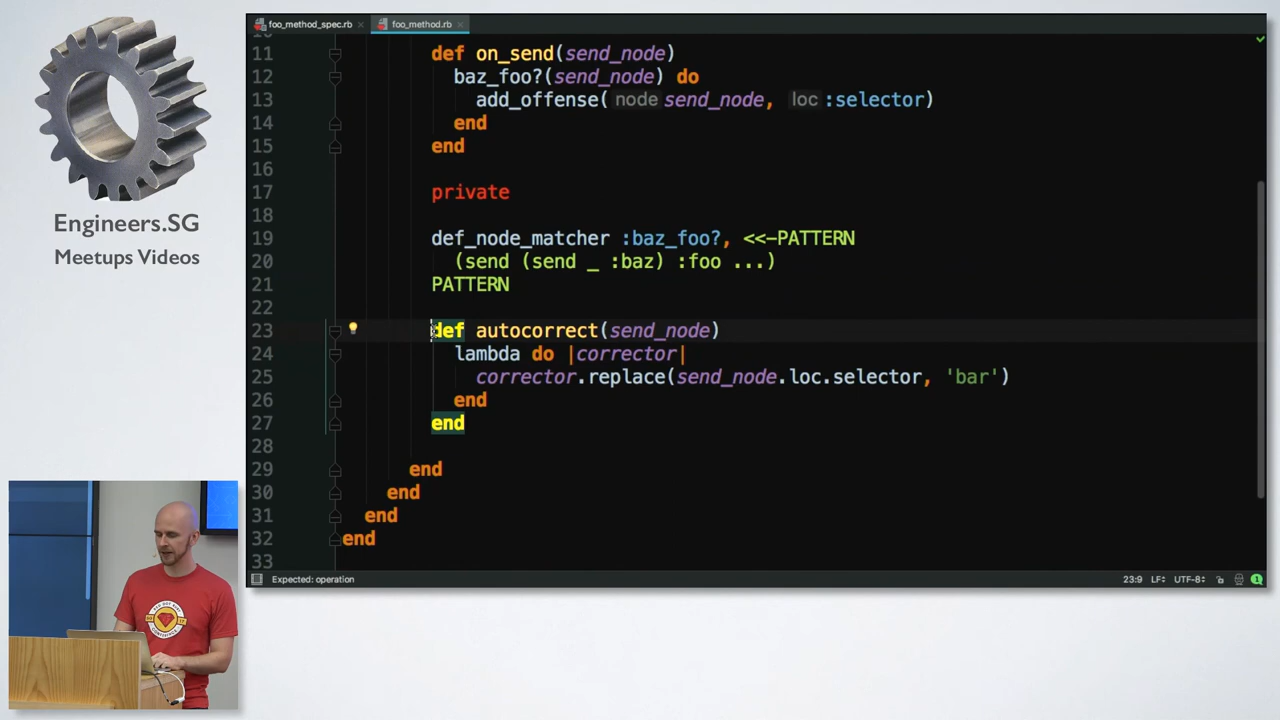 Engineers.SG
Meetups Videos
foo_method_spec.rb
foo_method.rb
11 def on_send(send_node)
12 baz_foo?(send_node) do
13 add_offense( node send_node, loc :selector)
14 end
15 end
16
17 private
18
19 def_node_matcher :baz_foo?, <<-PATTERN
20 (send (send _ :baz) :foo ...)
21 PATTERN
22
23 def autocorrect(send_node)
24 lambda do |corrector|
25 corrector.replace(send_node.loc.selector, 'bar')
26 end
27 end
28
29 end
30 end
31 end
32 end
33
Expected: operation
23:9 LF UTF-8 1